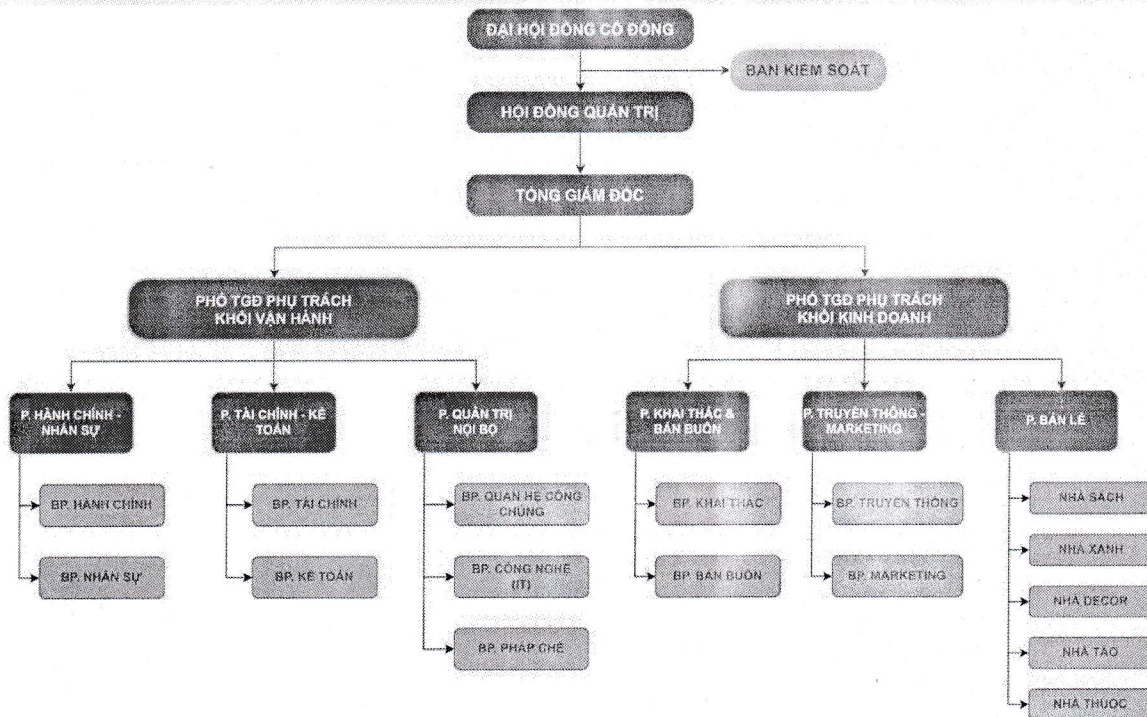 ĐẠI HỘI ĐỒNG CỔ ĐÔNG
BAN KIỂM SOÁT
HỘI ĐỒNG QUẢN TRỊ
TỔNG GIÁM ĐỐC
PHÓ TGĐ PHỤ TRÁCH
KHỐI VẬN HÀNH
PHÓ TGĐ PHỤ TRÁCH
KHỐI KINH DOANH
P. HÀNH CHÍNH -
NHÂN SỰ
P. TÀI CHÍNH - KẾ
TOÁN
P. QUẢN TRỊ
NỘI BỘ
P. KHAI THÁC &
BÁN BUÔN
P. TRUYỀN THÔNG -
MARKETING
P. BÁN LẺ
BP. HÀNH CHÍNH
BP. NHÂN SỰ
BP. TÀI CHÍNH
BP. KẾ TOÁN
BP. QUAN HỆ CÔNG
CHÚNG
BP. CÔNG NGHỆ
(IT)
BP. PHÁP CHẾ
BP. KHAI THÁC
BP. BÁN BUÔN
BP. TRUYỀN THÔNG
BP. MARKETING
NHÀ SÁCH
NHÀ XANH
NHÀ DECOR
NHÀ TÁO
NHÀ THUỐC